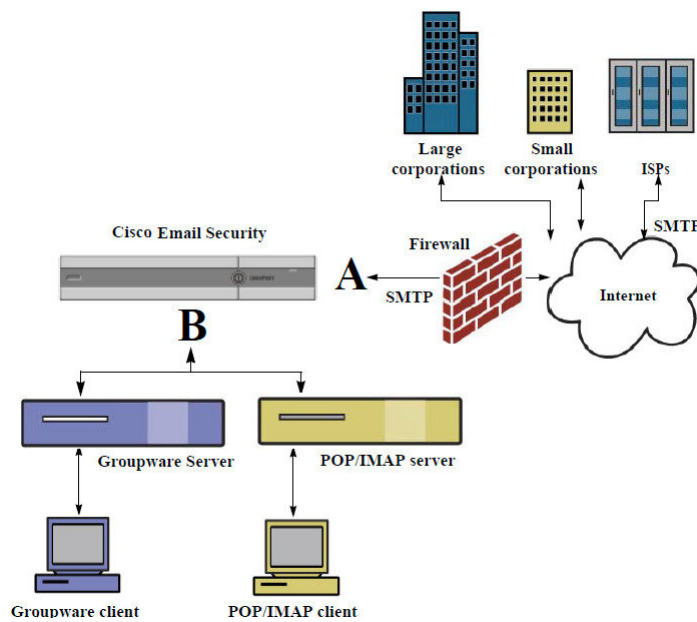 Large
corporations
Small
corporations
ISPs
SMTP
Cisco Email Security
Firewall
A
SMTP
Internet
B
Groupware Server
POP/IMAP server
Groupware client
POP/IMAP client